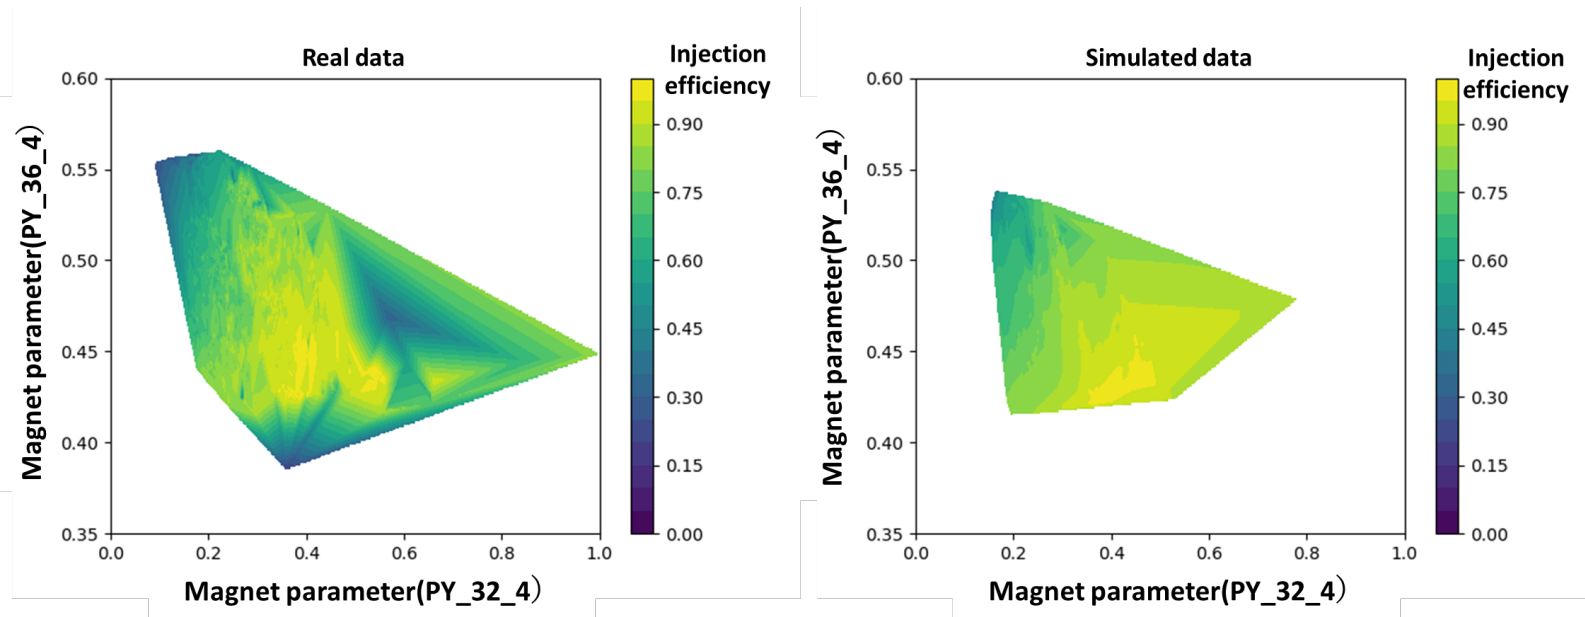 Real data
Injection
efficiency
0.60
0.55
0.50
0.45
0.40
0.35
Magnet parameter(PY_36_4）
0.0 0.2 0.4 0.6 0.8 1.0
Magnet parameter(PY_32_4）
0.90
0.75
0.60
0.45
0.30
0.15
0.00
Simulated data
Injection
efficiency
0.60
0.55
0.50
0.45
0.40
0.35
Magnet parameter(PY_36_4）
0.0 0.2 0.4 0.6 0.8 1.0
Magnet parameter(PY_32_4）
0.90
0.75
0.60
0.45
0.30
0.15
0.00